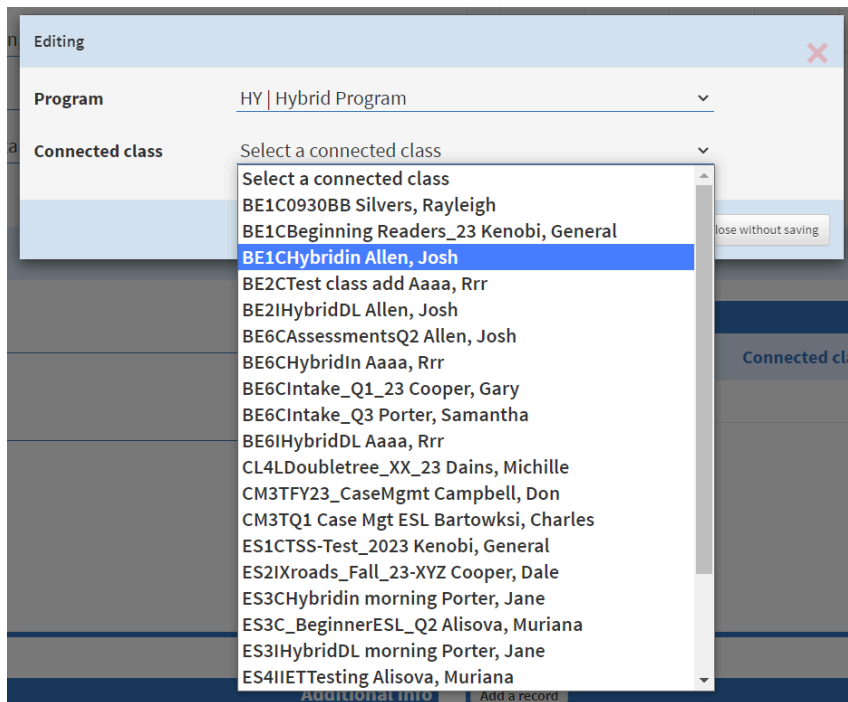 Editing
Program
HY | Hybrid Program
Connected class
Select a connected class
Select a connected class
BE1C0930BB Silvers, Rayleigh
BE1CBeginning Readers_23 Kenobi, General
BE1CHybridin Allen, Josh
BE2CTest class add Aaaa, Rrr
BE2IHybridDL Allen, Josh
BE6CAssessmentsQ2 Allen, Josh
BE6CHybridIn Aaaa, Rrr
BE6CIntake_Q1_23 Cooper, Gary
BE6CIntake_Q3 Porter, Samantha
BE6IHybridDL Aaaa, Rrr
CL4LDoubletree_XX_23 Dains, Michille
CM3TFY23_CaseMgmt Campbell, Don
CM3TQ1 Case Mgt ESL Bartowksi, Charles
ES1CTSS-Test_2023 Kenobi, General
ES2IXroads_Fall_23-XYZ Cooper, Dale
ES3CHybridin morning Porter, Jane
ES3C_BeginnerESL_Q2 Alisova, Muriana
ES3IHybridDL morning Porter, Jane
ES4IIETTesting Alisova, Muriana
lose without saving
Connected cl
Additional Info
Add a record